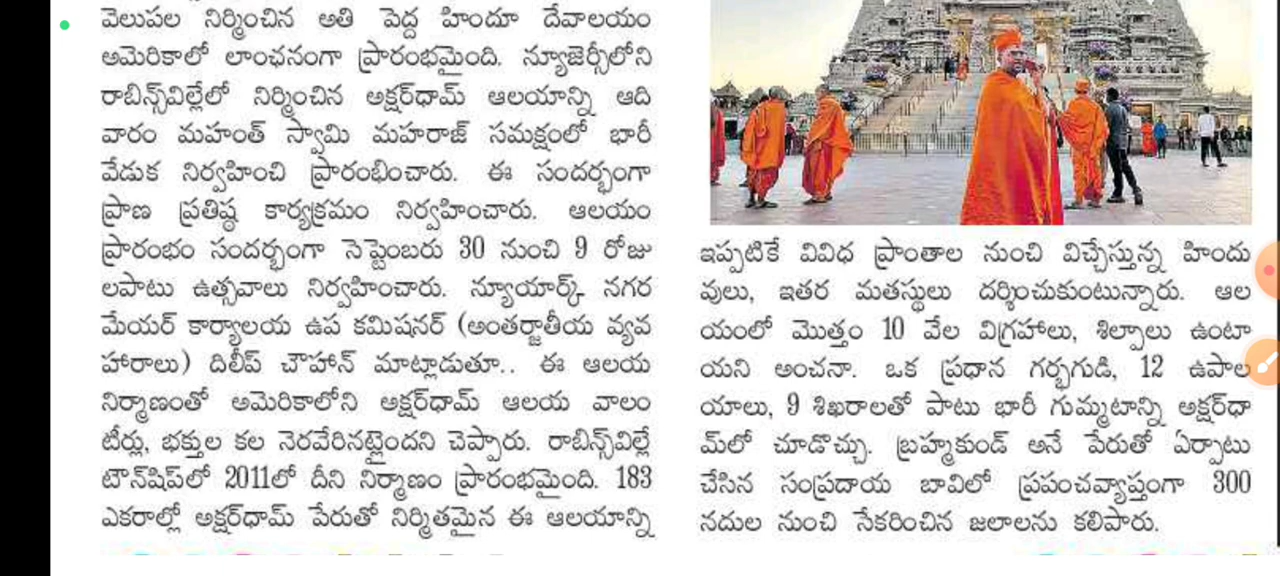 వెలుపల నిర్మించిన అతి పెద్ద హిందూ దేవాలయం
అమెరికాలో లాంఛనంగా ప్రారంభమైంది. న్యూజెర్సీలోని
రాబిన్స్‌విల్లేలో నిర్మించిన అక్షర్‌ధామ్ ఆలయాన్ని ఆది
వారం మహంత్ స్వామి మహరాజ్ సమక్షంలో భారీ
వేడుక నిర్వహించి ప్రారంభించారు. ఈ సందర్భంగా
ప్రాణ ప్రతిష్ఠ కార్యక్రమం నిర్వహించారు. ఆలయం
ప్రారంభం సందర్భంగా సెప్టెంబరు 30 నుంచి 9 రోజు
లపాటు ఉత్సవాలు నిర్వహించారు. న్యూయార్క్ నగర
మేయర్ కార్యాలయ ఉప కమిషనర్ (అంతర్జాతీయ వ్యవ
హారాలు) దిలీప్ చౌహాన్ మాట్లాడుతూ.. ఈ ఆలయ
నిర్మాణంతో అమెరికాలోని అక్షర్‌ధామ్ ఆలయ వాలం
టీర్లు, భక్తుల కల నెరవేరినట్లైందని చెప్పారు. రాబిన్స్‌విల్లే
టౌన్‌షిప్‌లో 2011లో దీని నిర్మాణం ప్రారంభమైంది. 183
ఎకరాల్లో అక్షర్‌ధామ్ పేరుతో నిర్మితమైన ఈ ఆలయాన్ని
ఇప్పటికే వివిధ ప్రాంతాల నుంచి విచ్చేస్తున్న హిందు
వులు, ఇతర మతస్థులు దర్శించుకుంటున్నారు. ఆల
యంలో మొత్తం 10 వేల విగ్రహాలు, శిల్పాలు ఉంటా
యని అంచనా. ఒక ప్రధాన గర్భగుడి, 12 ఉపాల
యాలు, 9 శిఖరాలతో పాటు భారీ గుమ్మటాన్ని అక్షర్‌ధా
మ్‌లో చూడొచ్చు. బ్రహ్మకుండ్ అనే పేరుతో ఏర్పాటు
చేసిన సంప్రదాయ బావిలో ప్రపంచవ్యాప్తంగా 300
నదుల నుంచి సేకరించిన జలాలను కలిపారు.